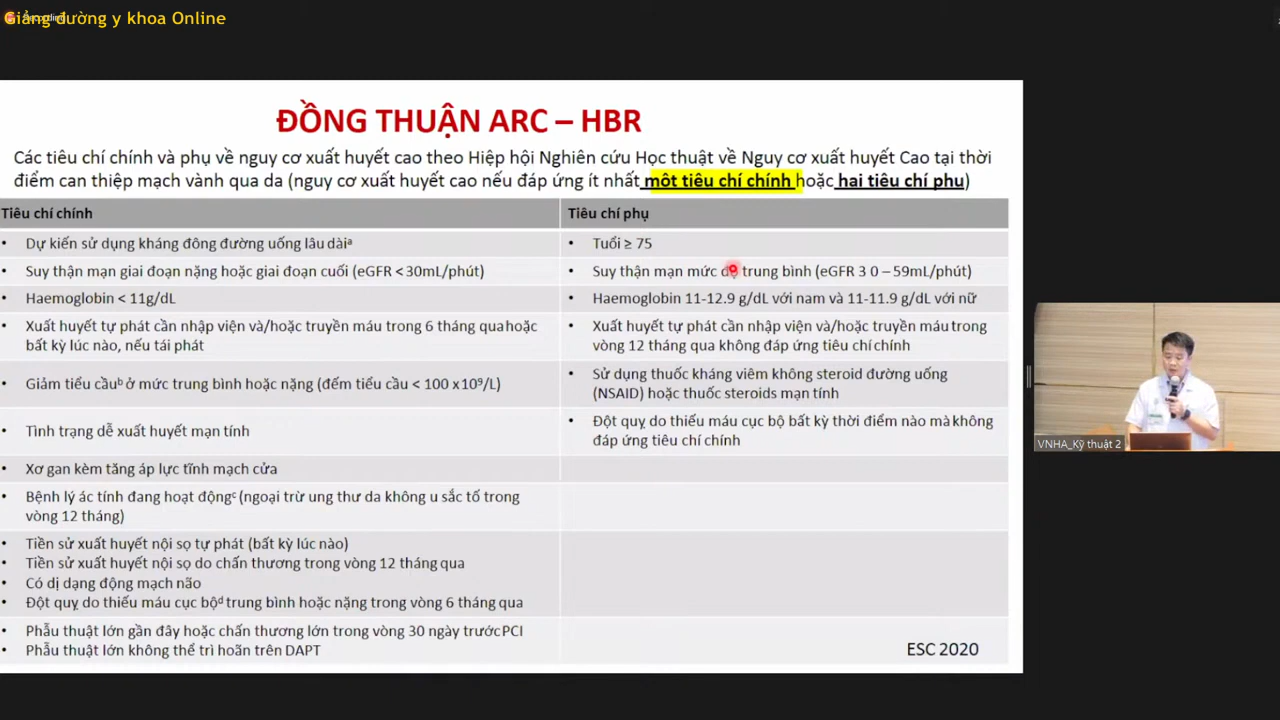 Giảng đường y khoa Online
ĐỒNG THUẬN ARC – HBR
Các tiêu chí chính và phụ về nguy cơ xuất huyết cao theo Hiệp hội Nghiên cứu Học thuật về Nguy cơ xuất huyết Cao tại thời
điểm can thiệp mạch vành qua da (nguy cơ xuất huyết cao nếu đáp ứng ít nhất một tiêu chí chính hoặc hai tiêu chí phụ)
Tiêu chí chính
Tiêu chí phụ
• Dự kiến sử dụng kháng đông đường uống lâu dàiᵃ
• Tuổi ≥ 75
• Suy thận mạn giai đoạn nặng hoặc giai đoạn cuối (eGFR < 30mL/phút)
• Suy thận mạn mức độ trung bình (eGFR 3 0 – 59mL/phút)
• Haemoglobin < 11g/dL
• Haemoglobin 11-12.9 g/dL với nam và 11-11.9 g/dL với nữ
• Xuất huyết tự phát cần nhập viện và/hoặc truyền máu trong 6 tháng qua hoặc
bất kỳ lúc nào, nếu tái phát
• Xuất huyết tự phát cần nhập viện và/hoặc truyền máu trong
vòng 12 tháng qua không đáp ứng tiêu chí chính
• Giảm tiểu cầuᵇ ở mức trung bình hoặc nặng (đếm tiểu cầu < 100 x10⁹/L)
• Sử dụng thuốc kháng viêm không steroid đường uống
(NSAID) hoặc thuốc steroids mạn tính
• Tình trạng dễ xuất huyết mạn tính
• Đột quỵ do thiếu máu cục bộ bất kỳ thời điểm nào mà không
đáp ứng tiêu chí chính
• Xơ gan kèm tăng áp lực tĩnh mạch cửa
• Bệnh lý ác tính đang hoạt độngᶜ (ngoại trừ ung thư da không u sắc tố trong
vòng 12 tháng)
• Tiền sử xuất huyết nội sọ tự phát (bất kỳ lúc nào)
• Tiền sử xuất huyết nội sọ do chấn thương trong vòng 12 tháng qua
• Có dị dạng động mạch não
• Đột quỵ do thiếu máu cục bộᵈ trung bình hoặc nặng trong vòng 6 tháng qua
• Phẫu thuật lớn gần đây hoặc chấn thương lớn trong vòng 30 ngày trước PCI
• Phẫu thuật lớn không thể trì hoãn trên DAPT
ESC 2020
VNHA_Kỹ thuật 2